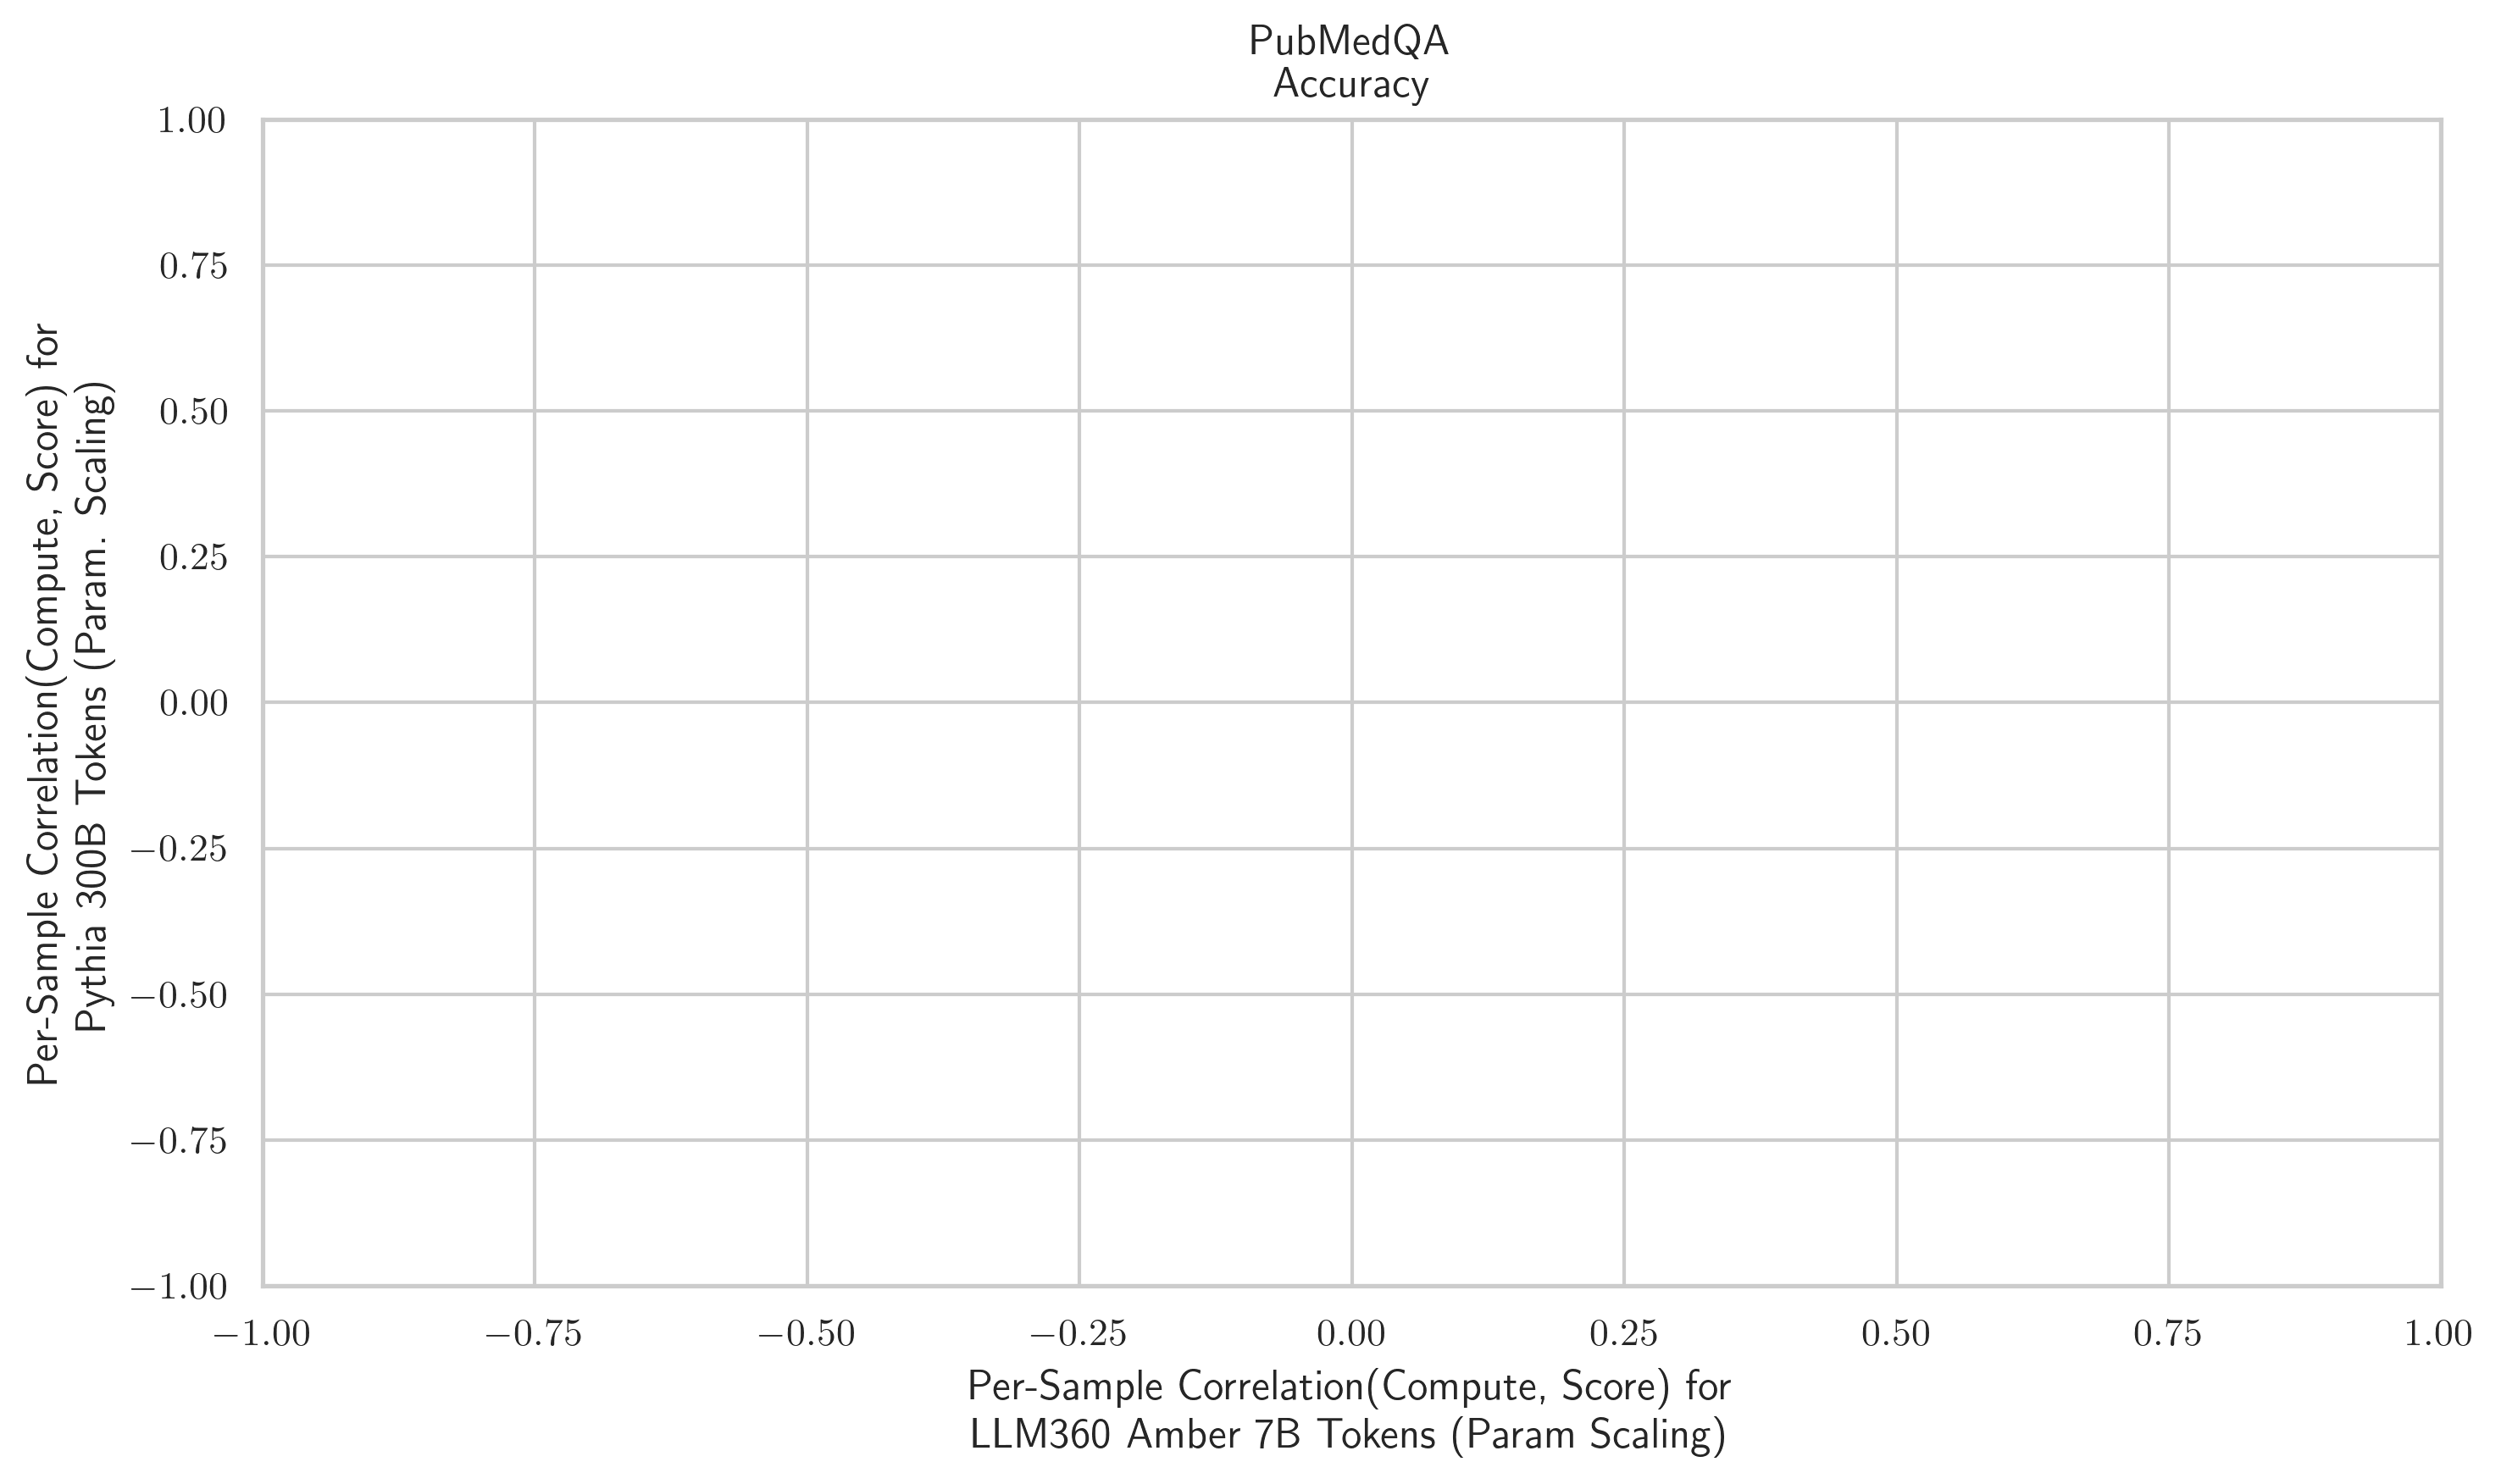 PubMedQA
Accuracy
Per-Sample Correlation(Compute, Score) for
Pythia 300B Tokens (Param. Scaling)
1.00
0.75
0.50
0.25
0.00
−0.25
−0.50
−0.75
−1.00
−1.00 −0.75 −0.50 −0.25 0.00 0.25 0.50 0.75 1.00
Per-Sample Correlation(Compute, Score) for
LLM360 Amber 7B Tokens (Param Scaling)